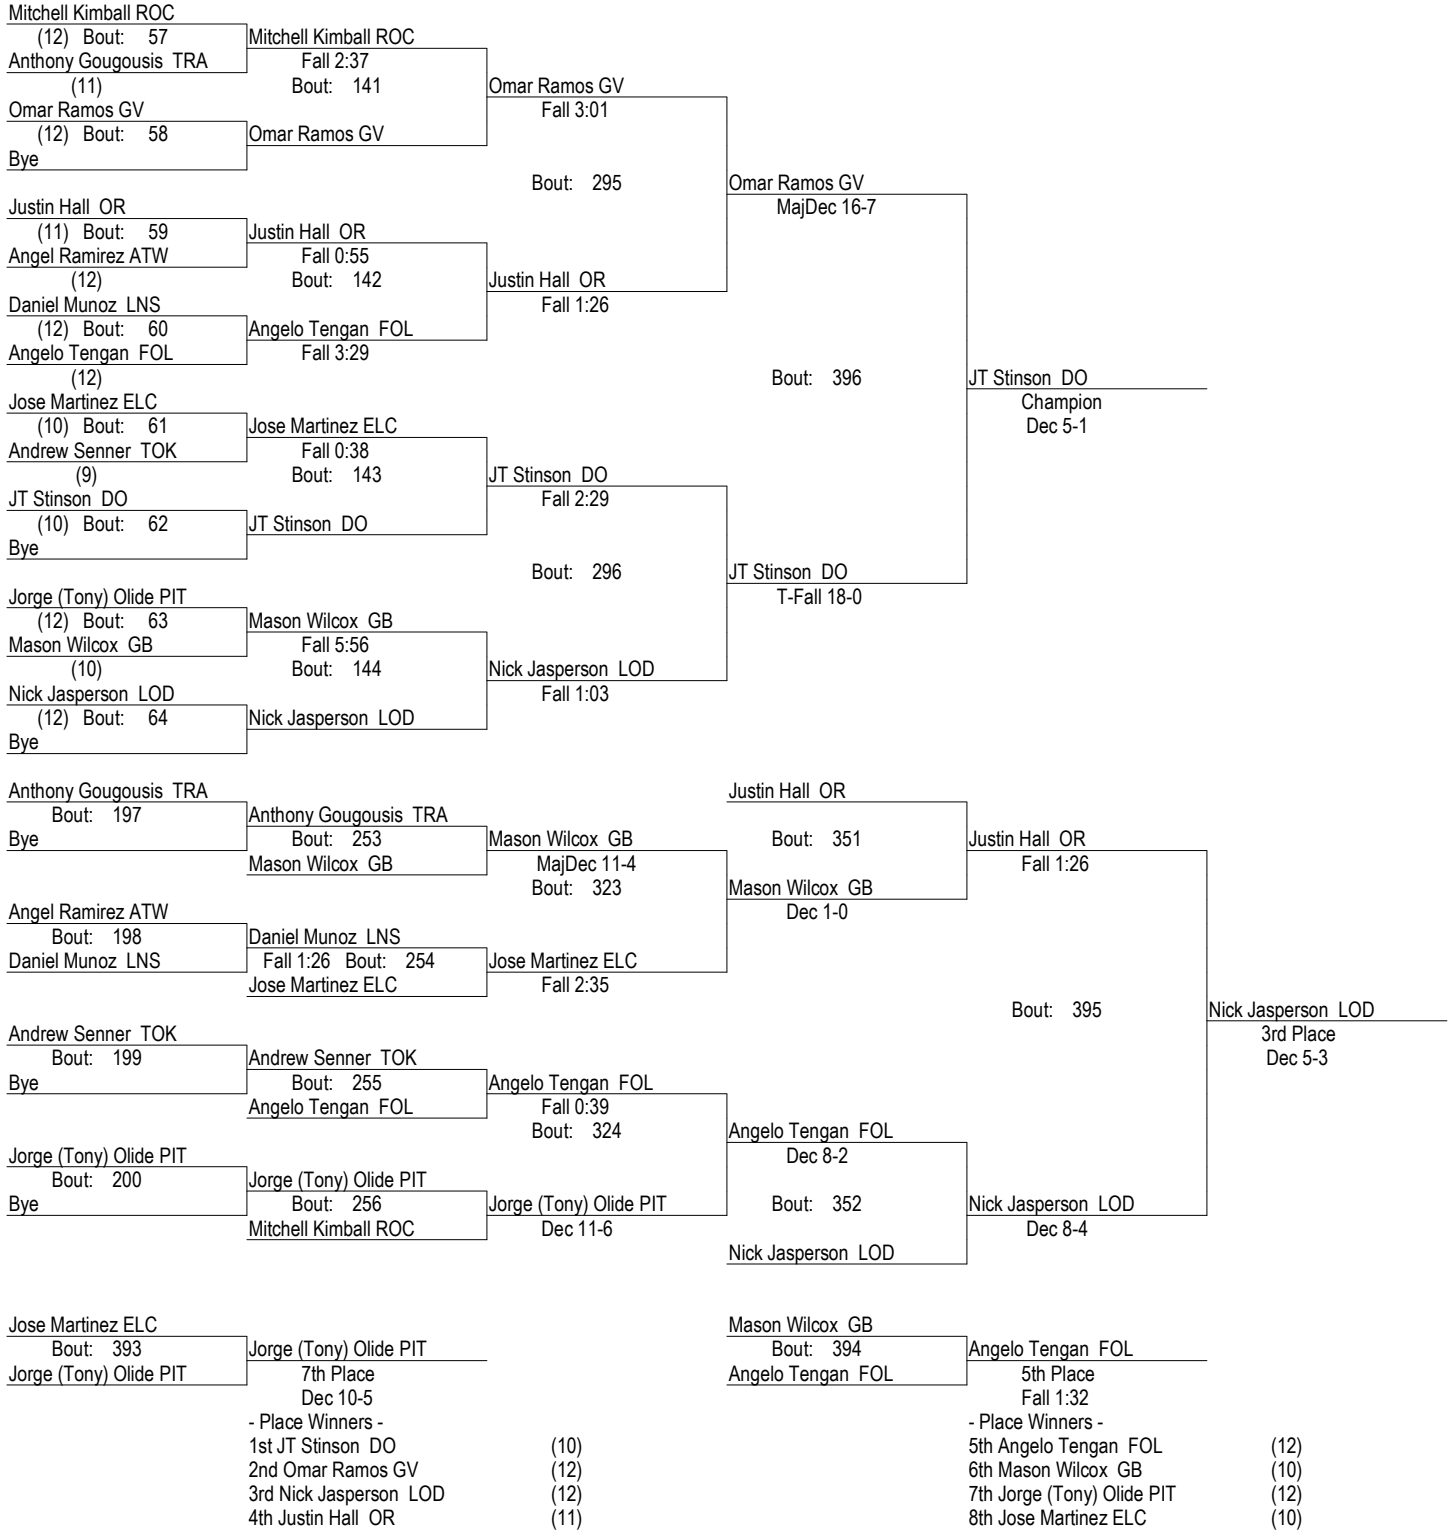 Mitchell Kimball ROC
(12) Bout: 57 Mitchell Kimball ROC
Anthony Gougousis TRA Fall 2:37
(11) Bout: 141 Omar Ramos GV
Omar Ramos GV Fall 3:01
(12) Bout: 58 Omar Ramos GV
Bye
Bout: 295 Omar Ramos GV
Justin Hall OR MajDec 16-7
(11) Bout: 59 Justin Hall OR
Angel Ramirez ATW Fall 0:55
(12) Bout: 142 Justin Hall OR
Daniel Munoz LNS Fall 1:26
(12) Bout: 60 Angelo Tengan FOL
Angelo Tengan FOL Fall 3:29
(12) Bout: 396 JT Stinson DO
Jose Martinez ELC Champion
(10) Bout: 61 Jose Martinez ELC Dec 5-1
Andrew Senner TOK Fall 0:38
(9) Bout: 143 JT Stinson DO
JT Stinson DO Fall 2:29
(10) Bout: 62 JT Stinson DO
Bye
Bout: 296 JT Stinson DO
Jorge (Tony) Olide PIT T-Fall 18-0
(12) Bout: 63 Mason Wilcox GB
Mason Wilcox GB Fall 5:56
(10) Bout: 144 Nick Jasperson LOD
Nick Jasperson LOD Fall 1:03
(12) Bout: 64 Nick Jasperson LOD
Bye
Anthony Gougousis TRA Justin Hall OR
Bout: 197 Anthony Gougousis TRA
Bye Bout: 253 Mason Wilcox GB Bout: 351 Justin Hall OR
Mason Wilcox GB MajDec 11-4 Fall 1:26
Bout: 323 Mason Wilcox GB
Angel Ramirez ATW Dec 1-0
Bout: 198 Daniel Munoz LNS
Daniel Munoz LNS Fall 1:26 Bout: 254 Jose Martinez ELC
Jose Martinez ELC Fall 2:35
Bout: 395 Nick Jasperson LOD
Andrew Senner TOK 3rd Place
Bout: 199 Andrew Senner TOK Dec 5-3
Bye Bout: 255 Angelo Tengan FOL
Angelo Tengan FOL Fall 0:39
Bout: 324 Angelo Tengan FOL
Jorge (Tony) Olide PIT Dec 8-2
Bout: 200 Jorge (Tony) Olide PIT
Bye Bout: 256 Jorge (Tony) Olide PIT Bout: 352 Nick Jasperson LOD
Mitchell Kimball ROC Dec 11-6 Dec 8-4
Nick Jasperson LOD
Jose Martinez ELC Mason Wilcox GB
Bout: 393 Jorge (Tony) Olide PIT Bout: 394 Angelo Tengan FOL
Jorge (Tony) Olide PIT 7th Place Angelo Tengan FOL 5th Place
Dec 10-5 Fall 1:32
- Place Winners - - Place Winners -
1st JT Stinson DO (10) 5th Angelo Tengan FOL (12)
2nd Omar Ramos GV (12) 6th Mason Wilcox GB (10)
3rd Nick Jasperson LOD (12) 7th Jorge (Tony) Olide PIT (12)
4th Justin Hall OR (11) 8th Jose Martinez ELC (10)